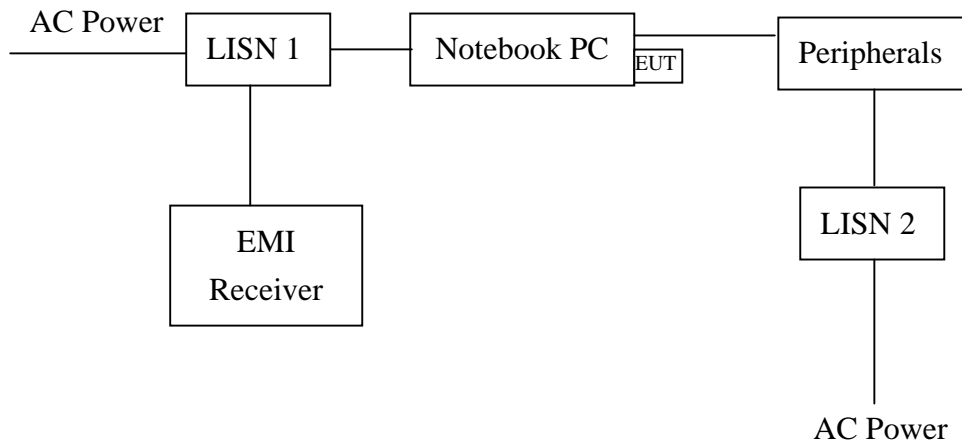 AC Power
LISN 1
Notebook PC
EUT
Peripherals
EMI
Receiver
LISN 2
AC Power